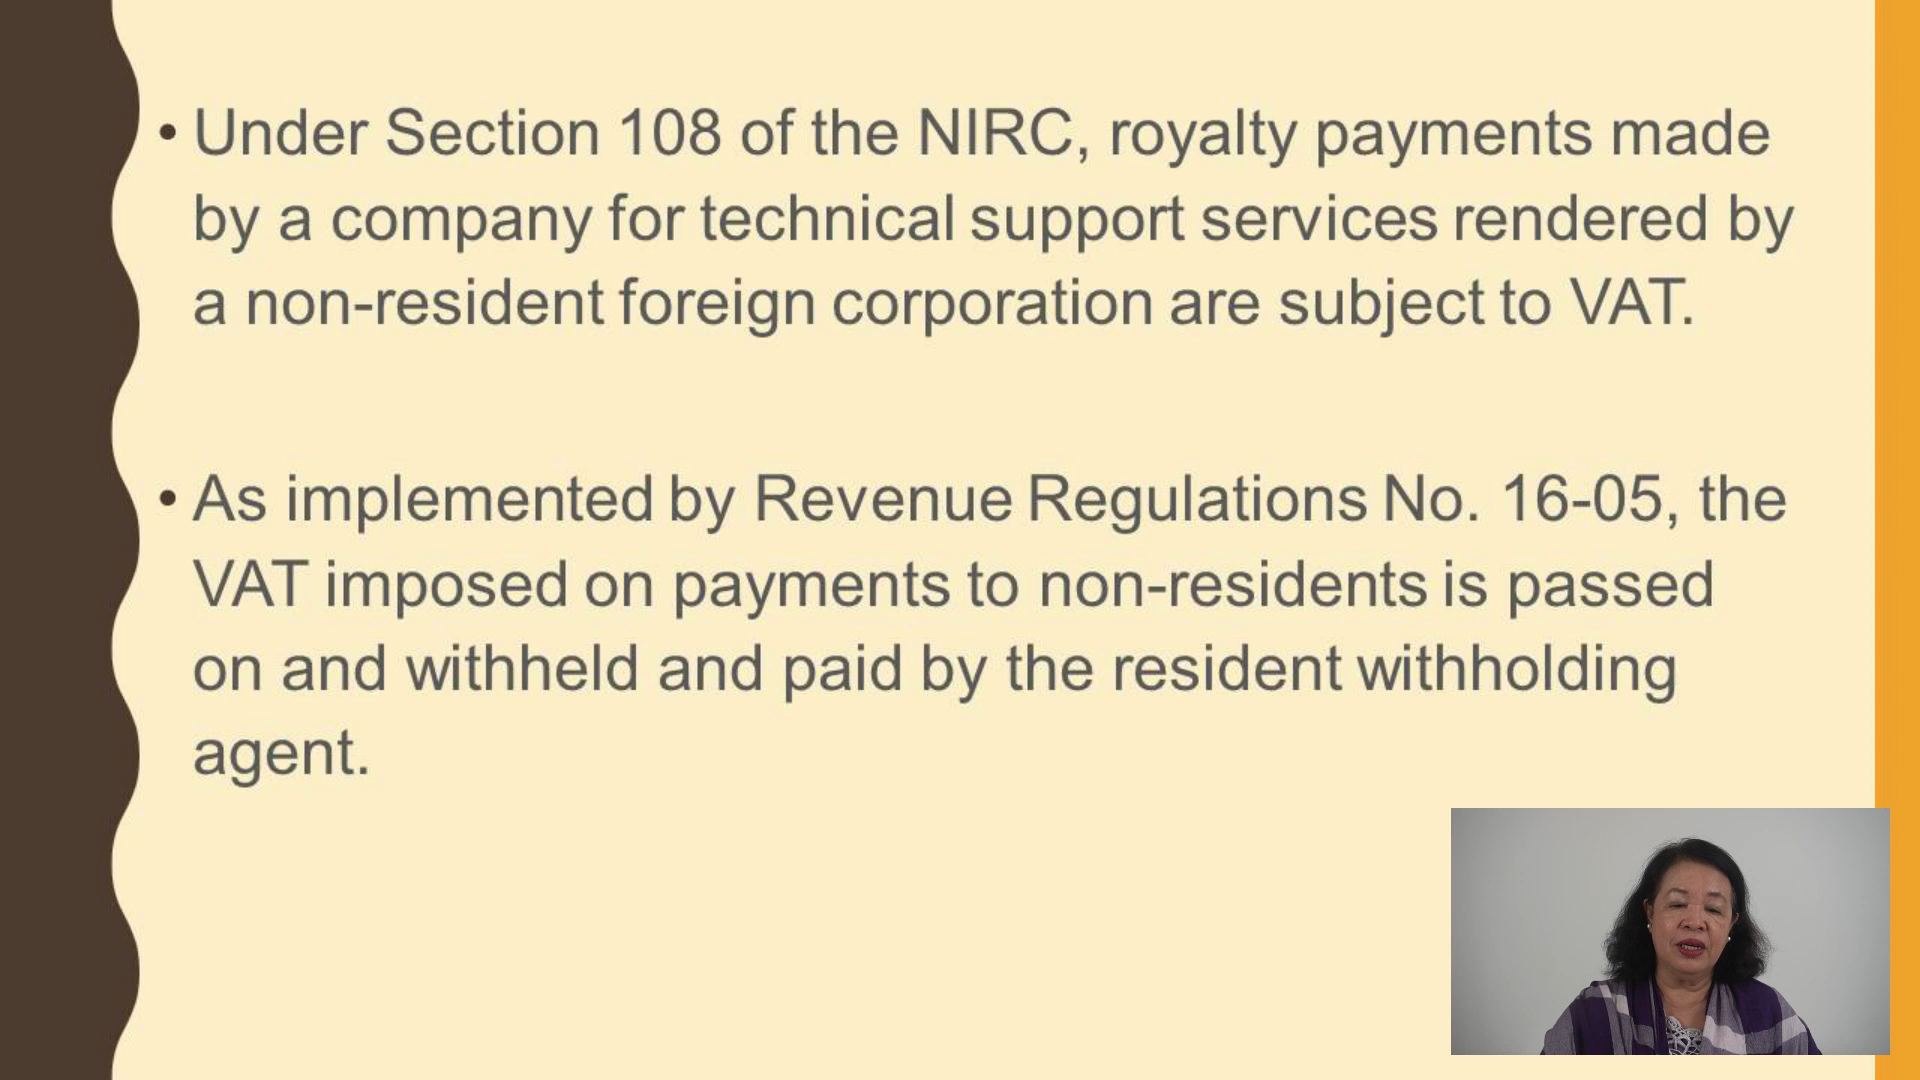 • Under Section 108 of the NIRC, royalty payments made
by a company for technical support services rendered by
a non-resident foreign corporation are subject to VAT.
• As implemented by Revenue Regulations No. 16-05, the
VAT imposed on payments to non-residents is passed
on and withheld and paid by the resident withholding
agent.